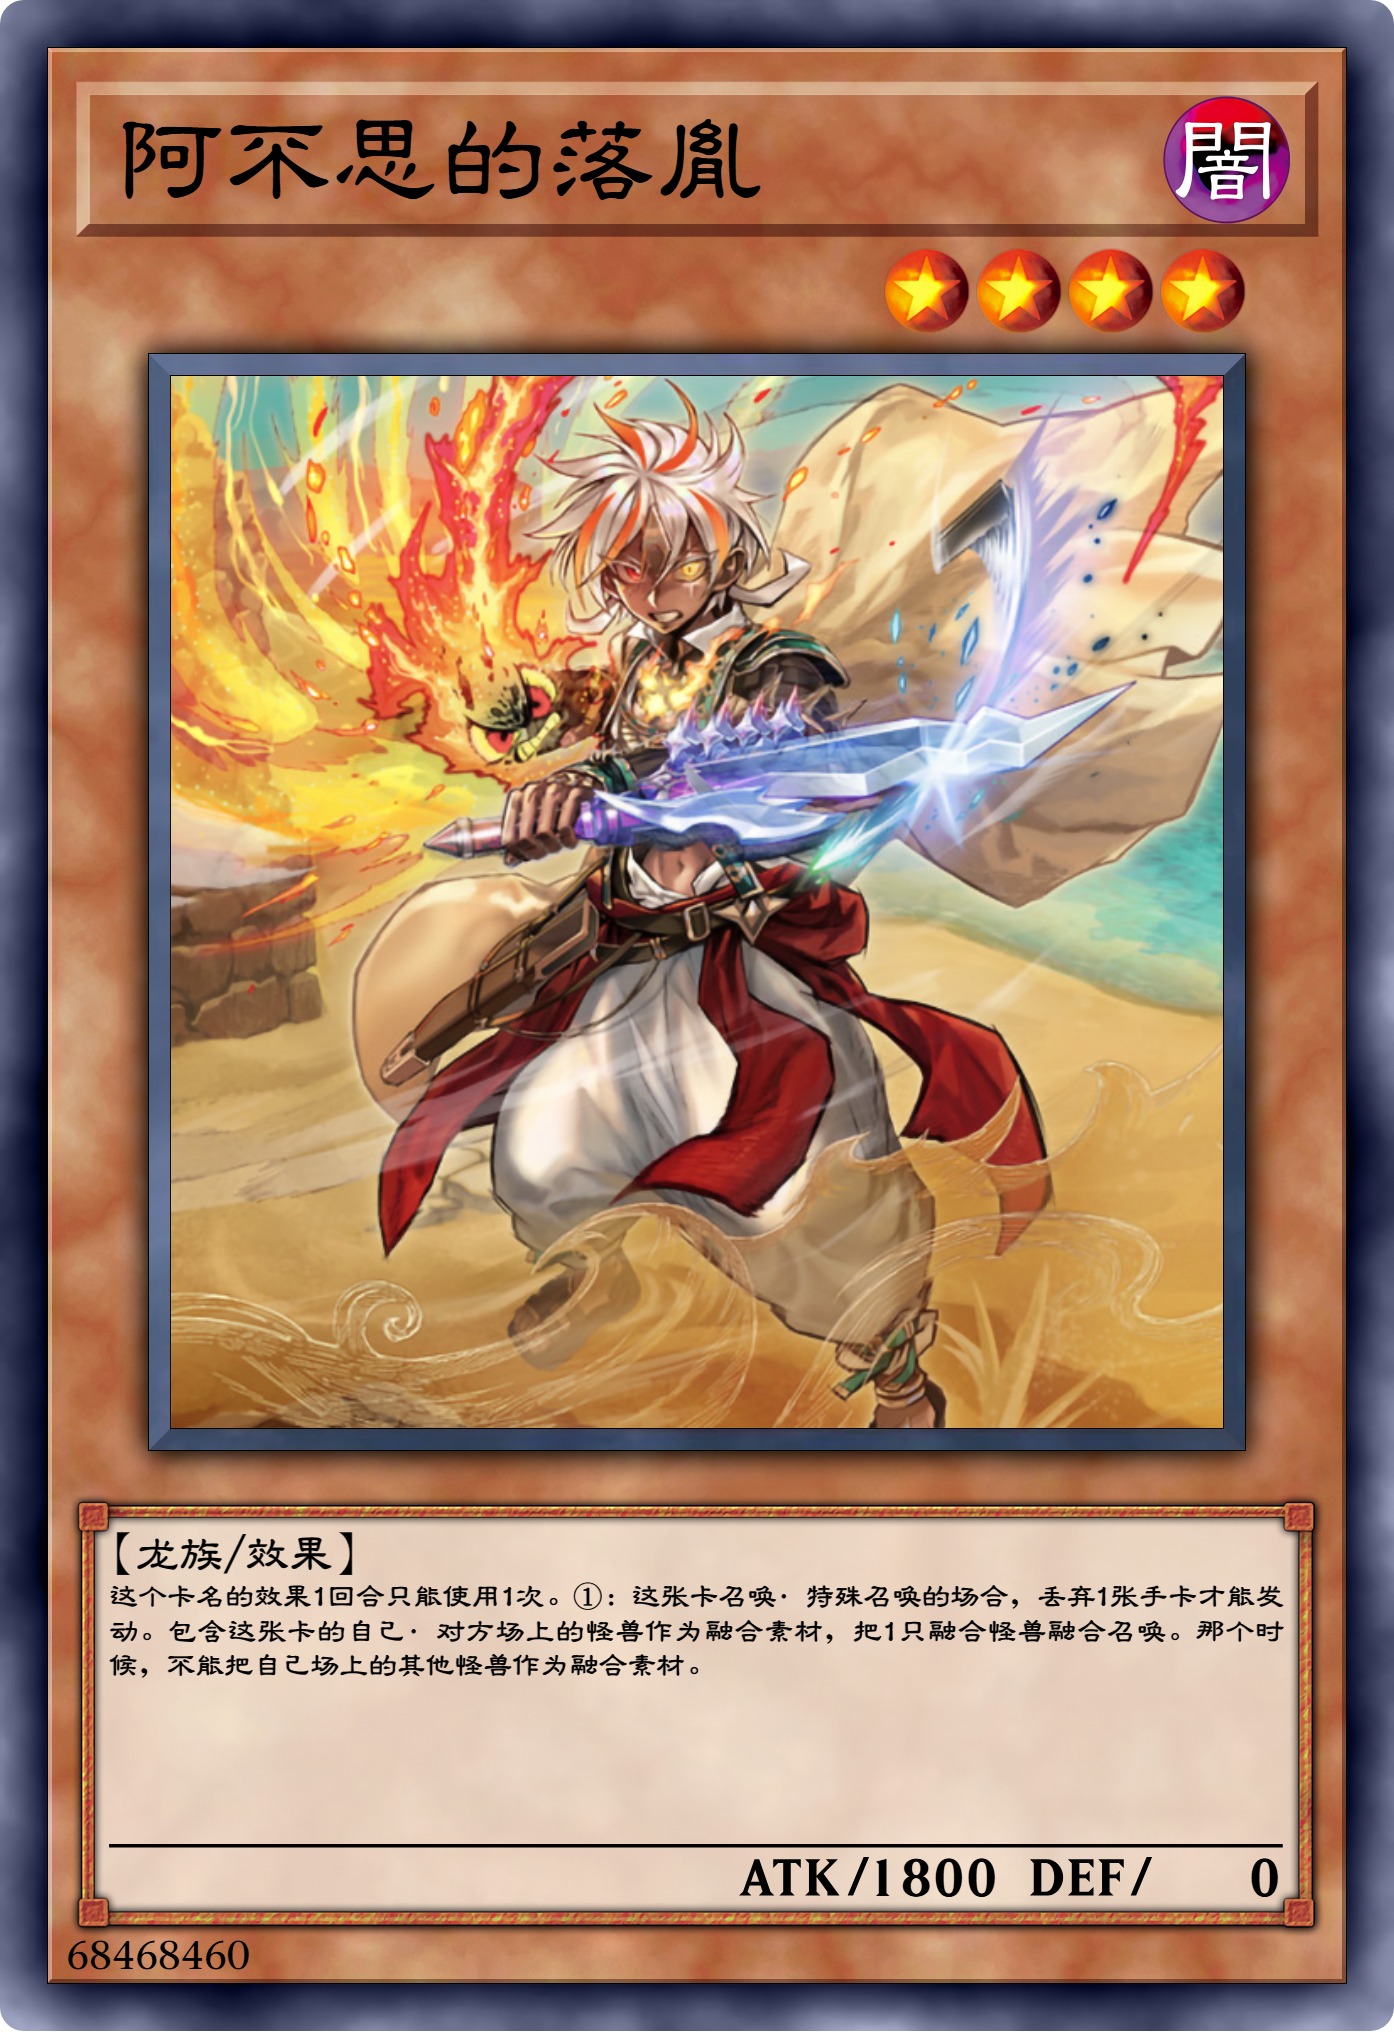 阿不思的落胤
闇
【龙族/效果】
这个卡名的效果1回合只能使用1次。①：这张卡召唤·特殊召唤的场合，丢弃1张手卡才能发
动。包含这张卡的自己·对方场上的怪兽作为融合素材，把1只融合怪兽融合召唤。那个时
候，不能把自己场上的其他怪兽作为融合素材。
ATK/1800 DEF/ 0
68468460